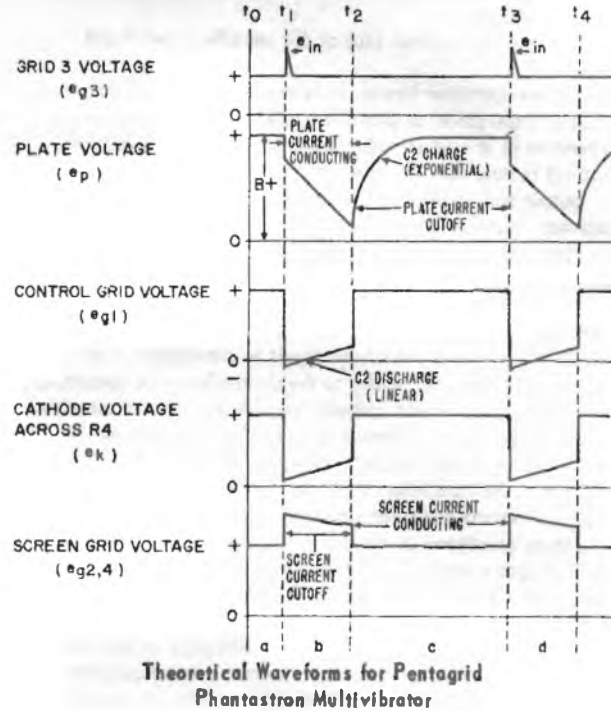 t0 t1 t2 t3 t4
e in e in
GRID 3 VOLTAGE
(eg3)
+
0
PLATE VOLTAGE
(ep)
+
B+
0
PLATE
CURRENT
CONDUCTING
C2 CHARGE
(EXPONENTIAL)
PLATE CURRENT
CUTOFF
CONTROL GRID VOLTAGE
(eg1)
+
0
C2 DISCHARGE
(LINEAR)
CATHODE VOLTAGE
ACROSS R4
(ek)
+
0
SCREEN GRID VOLTAGE
(eg2,4)
+
0
SCREEN CURRENT
CONDUCTING
SCREEN
CURRENT
CUTOFF
a b c d
Theoretical Waveforms for Pentagrid
Phantastron Multivibrator